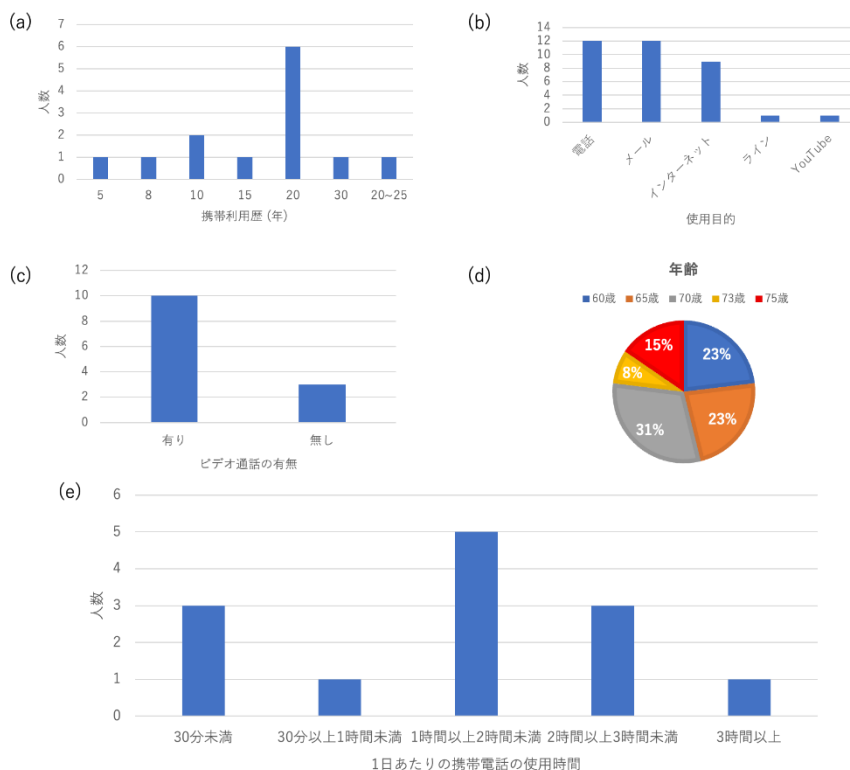 (a)
7
6
5
4
3
2
1
0
人数
5 8 10 15 20 30 20~25
携帯利用歴 (年)
(b)
14
12
10
8
6
4
2
0
人数
電話 メール インターネット ライン YouTube
使用目的
(c)
12
10
8
6
4
2
0
人数
有り 無し
ビデオ通話の有無
(d)
年齢
60歳 65歳 70歳 73歳 75歳
15% 23%
8%
31% 23%
(e)
6
5
4
3
2
1
0
人数
30分未満 30分以上1時間未満 1時間以上2時間未満 2時間以上3時間未満 3時間以上
1日あたりの携帯電話の使用時間